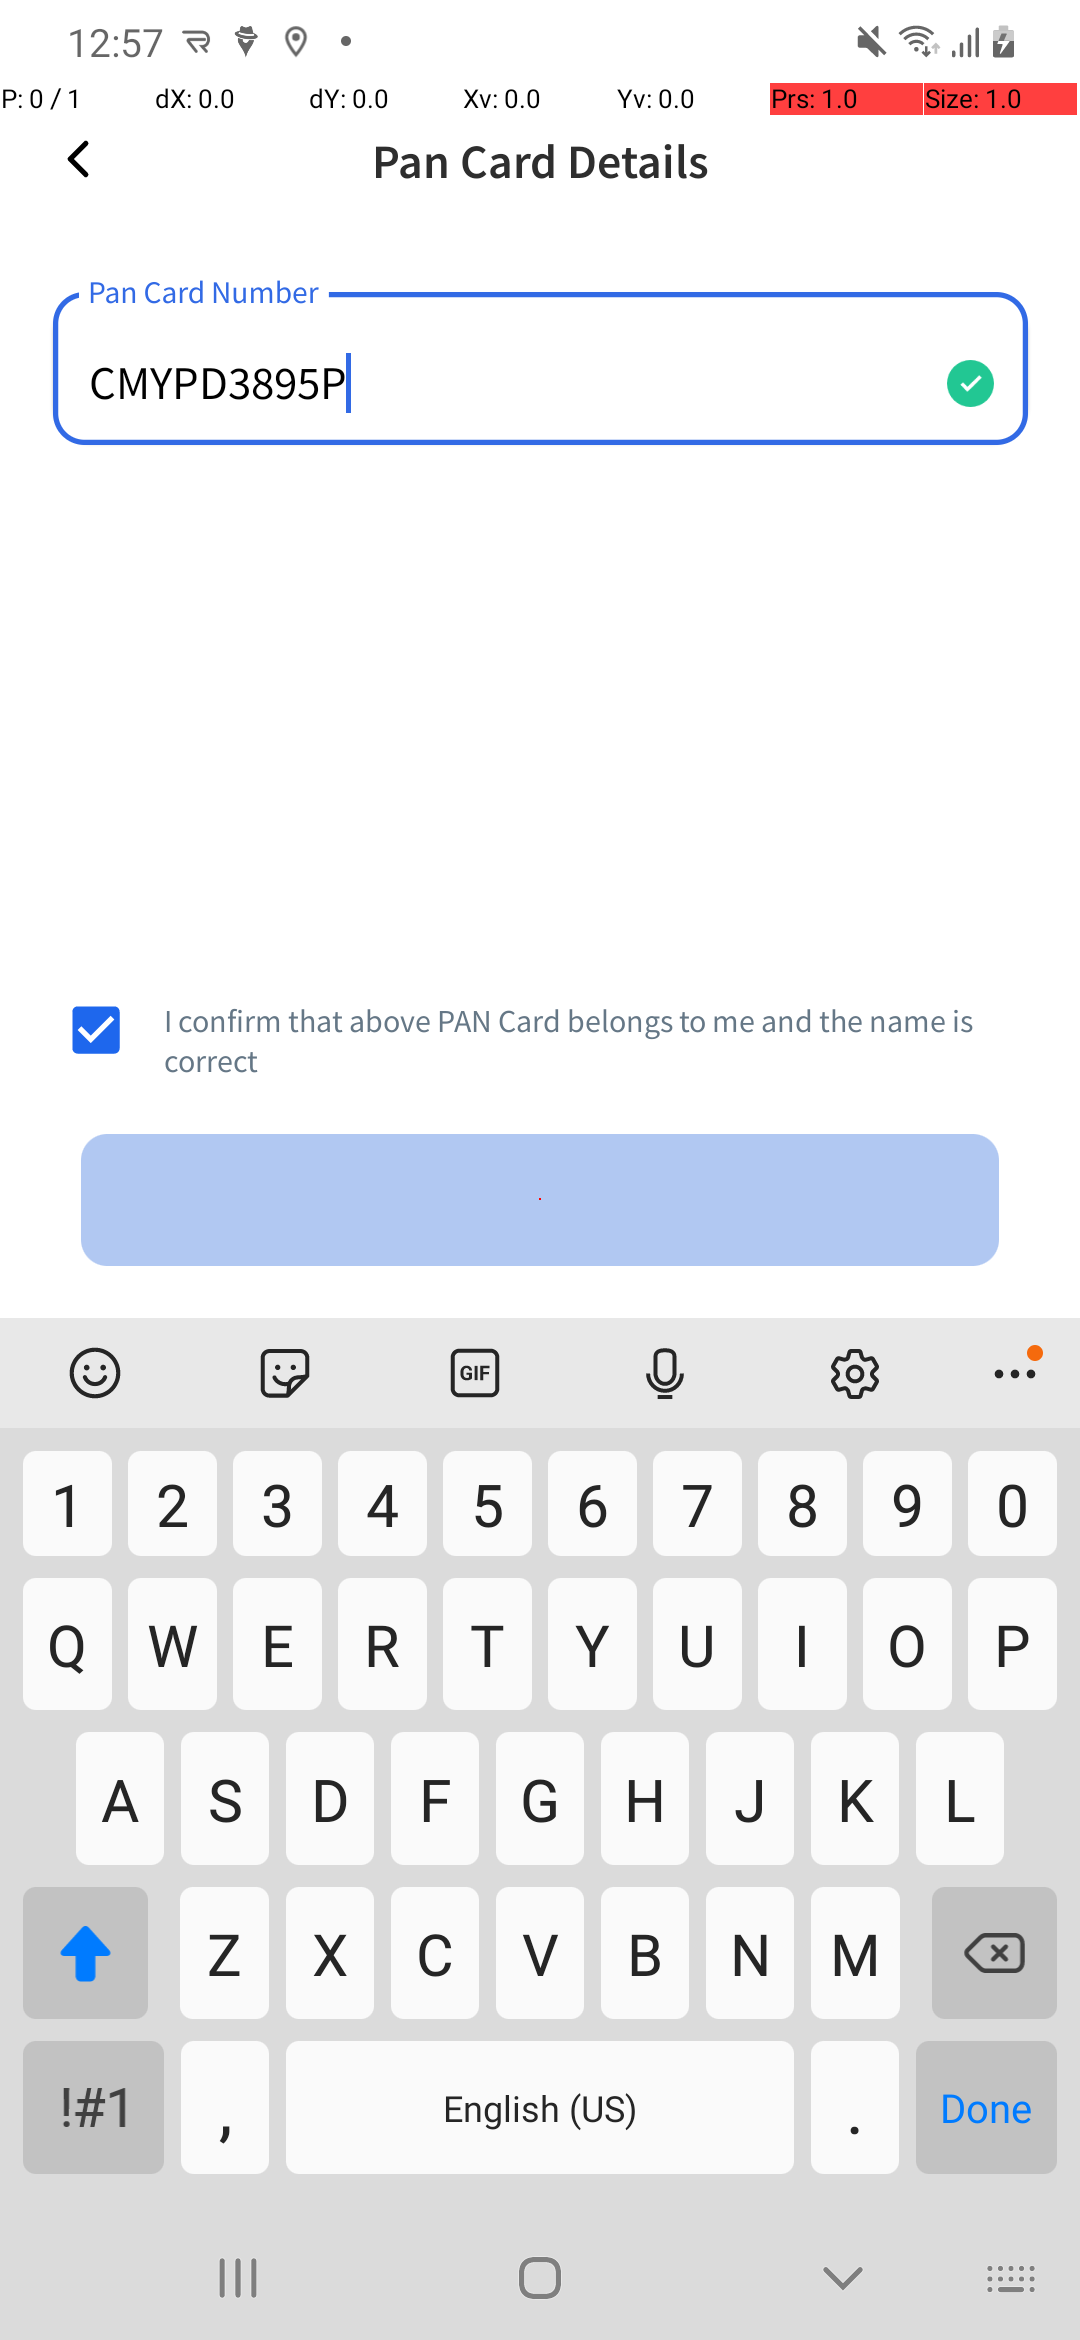 12:57
P: 0 / 1 dX: 0.0 dY: 0.0 Xv: 0.0 Yv: 0.0 Prs: 1.0 Size: 1.0
Pan Card Details
Pan Card Number
CMYPD3895P
I confirm that above PAN Card belongs to me and the name is
correct
GIF
1 2 3 4 5 6 7 8 9 0
Q W E R T Y U I O P
A S D F G H J K L
Z X C V B N M
!#1 , English (US) . Done